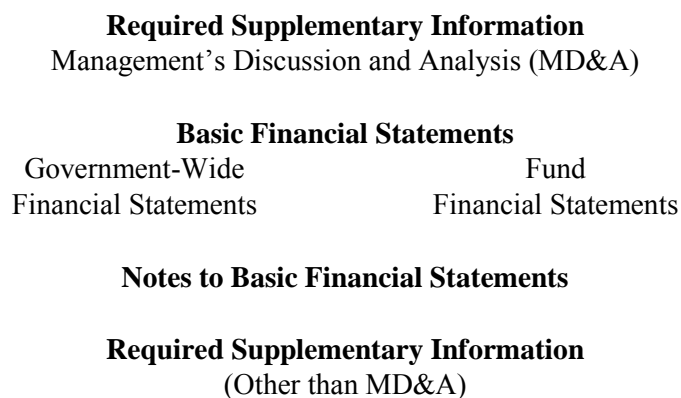 Required Supplementary Information
Management’s Discussion and Analysis (MD&A)
Basic Financial Statements
Government-Wide Fund
Financial Statements Financial Statements
Notes to Basic Financial Statements
Required Supplementary Information
(Other than MD&A)